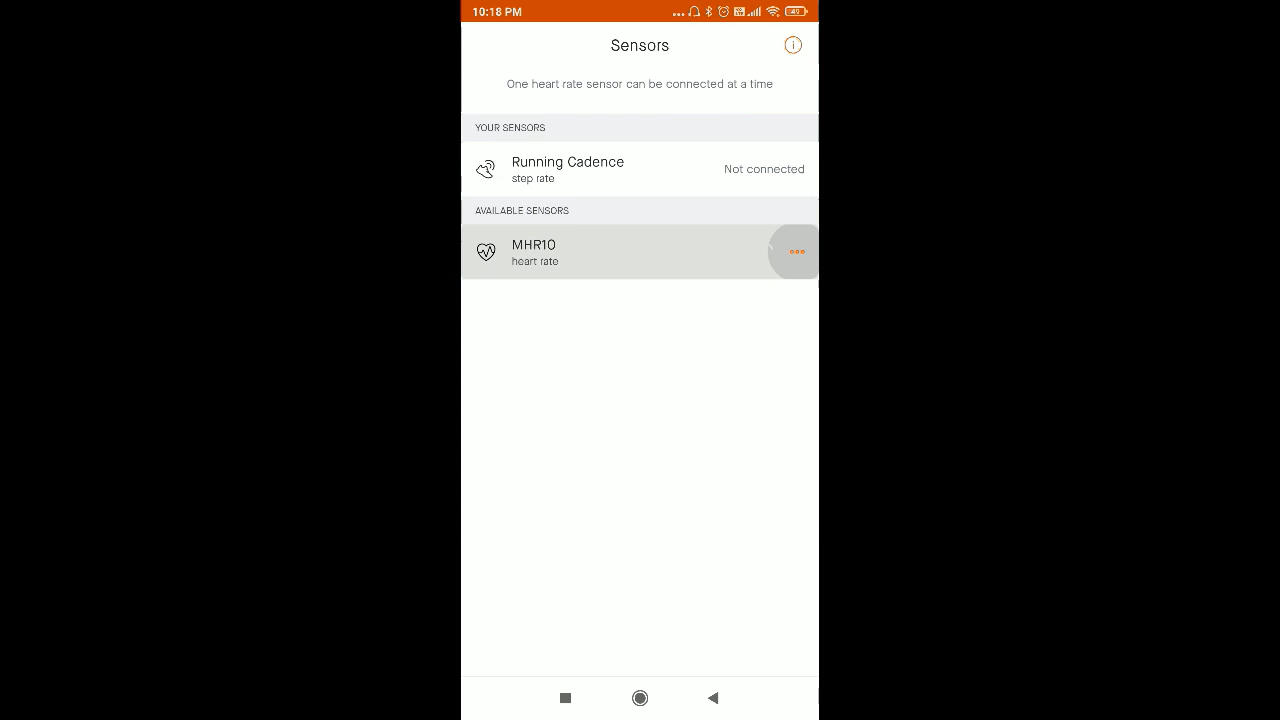 10:18 PM
49
Sensors
One heart rate sensor can be connected at a time
YOUR SENSORS
Running Cadence
step rate
Not connected
AVAILABLE SENSORS
MHR10
heart rate